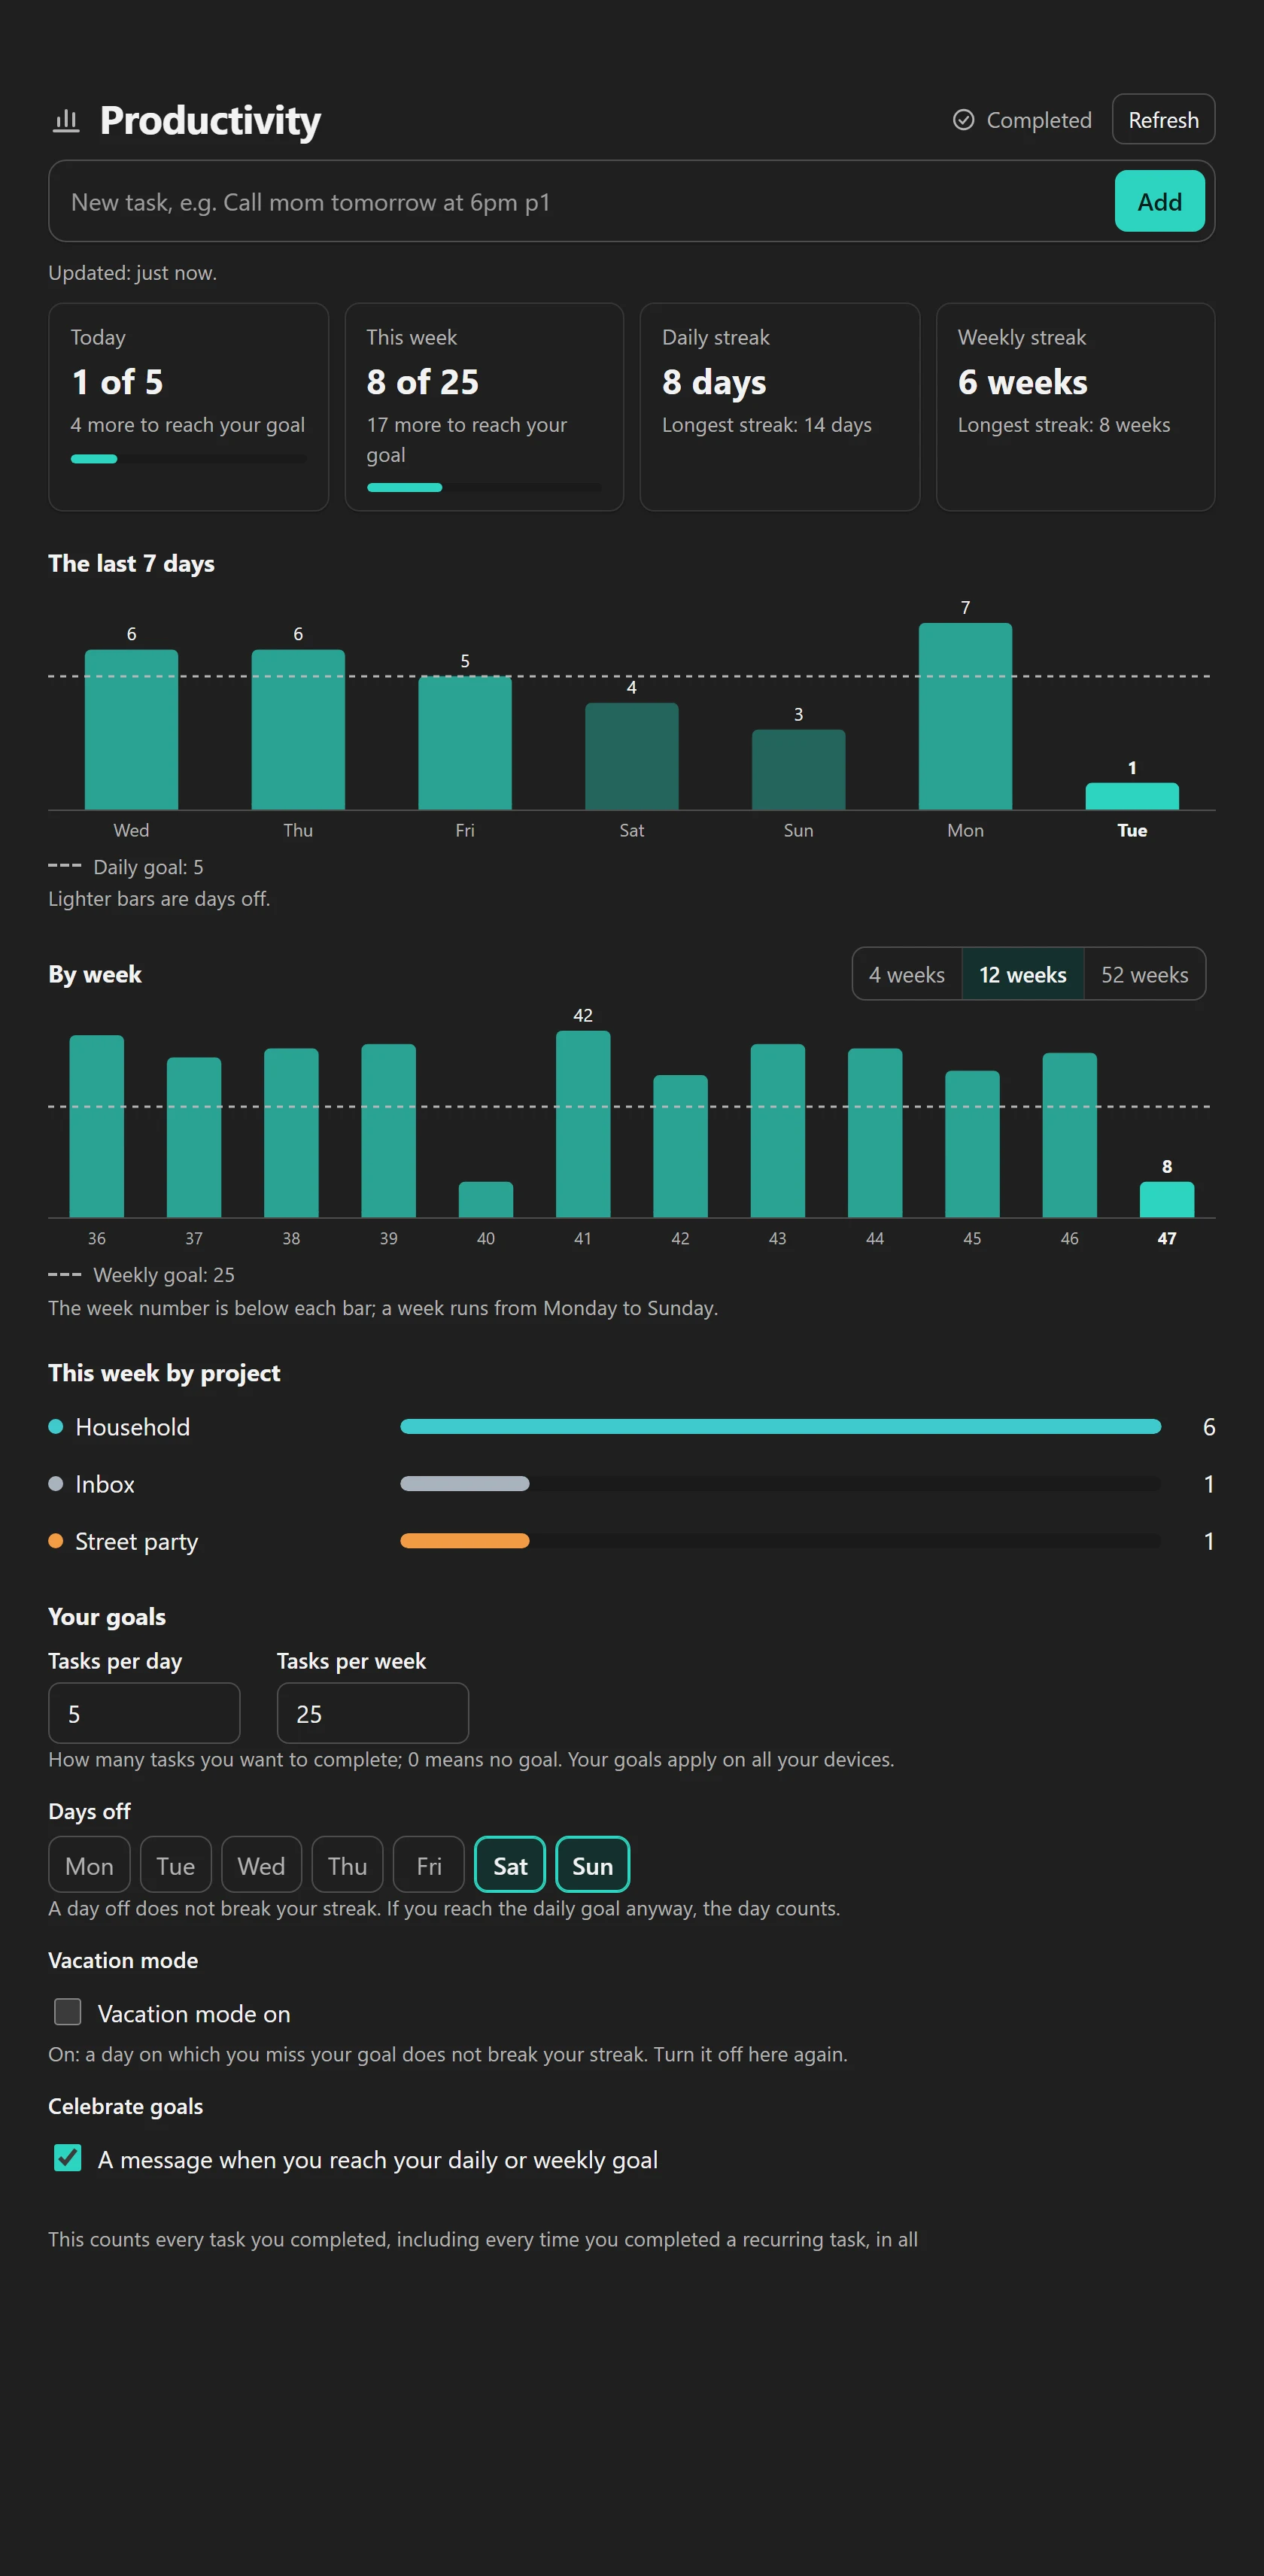 Productivity
Completed
Refresh
New task, e.g. Call mom tomorrow at 6pm p1
Add
Updated: just now.
Today
1 of 5
4 more to reach your goal
This week
8 of 25
17 more to reach your
goal
Daily streak
8 days
Longest streak: 14 days
Weekly streak
6 weeks
Longest streak: 8 weeks
The last 7 days
6
6
5
4
3
7
1
Wed
Thu
Fri
Sat
Sun
Mon
Tue
Daily goal: 5
Lighter bars are days off.
By week
4 weeks
12 weeks
52 weeks
42
8
36
37
38
39
40
41
42
43
44
45
46
47
Weekly goal: 25
The week number is below each bar; a week runs from Monday to Sunday.
This week by project
Household
6
Inbox
1
Street party
1
Your goals
Tasks per day
Tasks per week
5
25
How many tasks you want to complete; 0 means no goal. Your goals apply on all your devices.
Days off
Mon
Tue
Wed
Thu
Fri
Sat
Sun
A day off does not break your streak. If you reach the daily goal anyway, the day counts.
Vacation mode
Vacation mode on
On: a day on which you miss your goal does not break your streak. Turn it off here again.
Celebrate goals
A message when you reach your daily or weekly goal
This counts every task you completed, including every time you completed a recurring task, in all